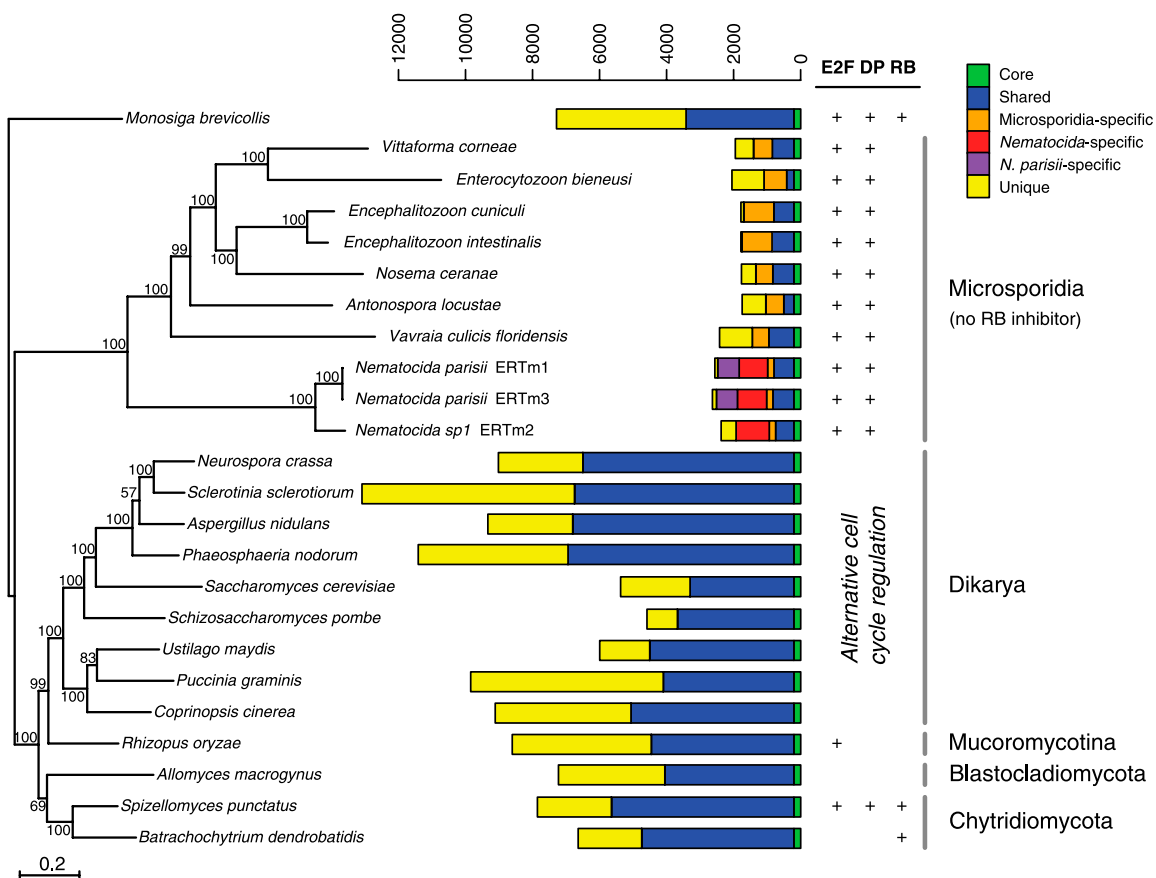 12000 10000 8000 6000 4000 2000 0
E2F DP RB
Core
Shared
Microsporidia-specific
Nematocida-specific
N. parisii-specific
Unique
Monosiga brevicollis + + +
Vittaforma corneae + +
100
Enterocytozoon bieneusi + +
100
Encephalitozoon cuniculi + +
100
Encephalitozoon intestinalis + +
99
100
Nosema ceranae + +
100
Antonospora locustae + +
Vavraia culicis floridensis + +
100
Nematocida parisii ERTm1 + +
100
Nematocida parisii ERTm3 + +
100
Nematocida sp1 ERTm2 + +
Microsporidia
(no RB inhibitor)
Neurospora crassa
100
Sclerotinia sclerotiorum
57
Aspergillus nidulans
100
Phaeosphaeria nodorum
100
Saccharomyces cerevisiae
100
Schizosaccharomyces pombe
100
Ustilago maydis
83
Puccinia graminis
100
Coprinopsis cinerea
99
Alternative cell
cycle regulation
Dikarya
Rhizopus oryzae +
100
Mucoromycotina
Allomyces macrogynus
Blastocladiomycota
69
Spizellomyces punctatus + + +
100
Batrachochytrium dendrobatidis +
Chytridiomycota
0.2